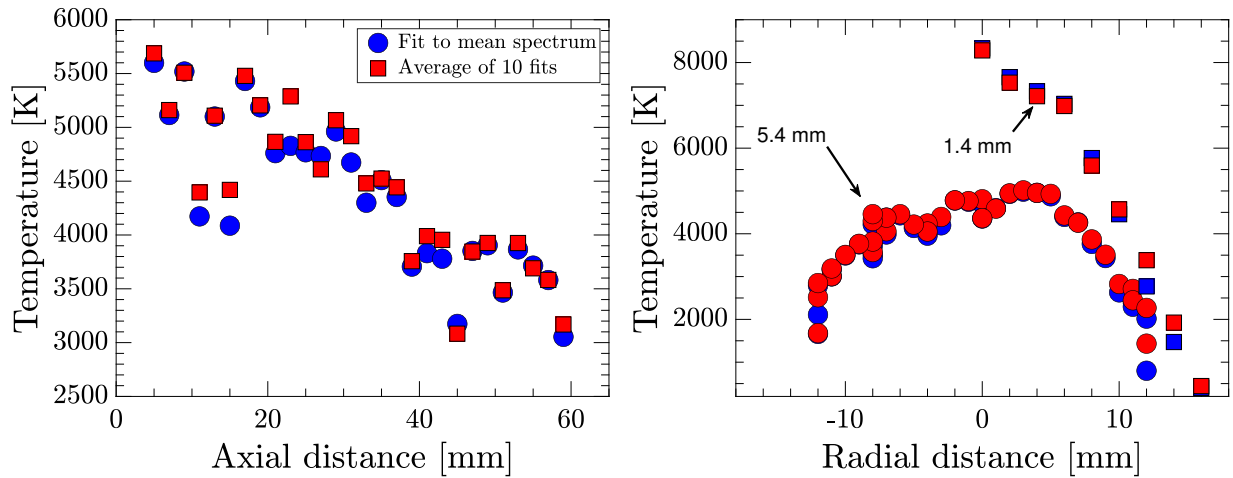 6000
5500
5000
4500
4000
3500
3000
2500
Temperature [K]
Fit to mean spectrum
Average of 10 fits
0
20
40
60
Axial distance [mm]
8000
6000
4000
2000
Temperature [K]
5.4 mm
1.4 mm
-10
0
10
Radial distance [mm]